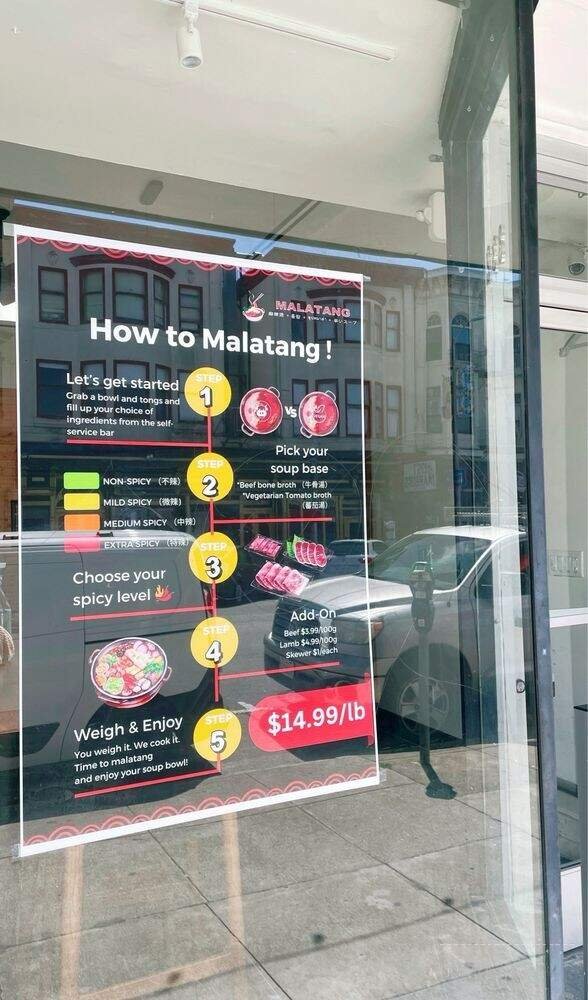 MALATANG
How to Malatang !
Let's get started
Grab a bowl and tongs and
fill up your choice of
ingredients from the self-
service bar
STEP
1
VS
Pick your
soup base
*Beef bone broth (牛骨湯)
*Vegetarian Tomato broth
(蕃茄湯)
STEP
2
NON-SPICY (不辣)
MILD SPICY (微辣)
MEDIUM SPICY (中辣)
EXTRA SPICY (特辣)
Choose your
spicy level
STEP
3
Add-On
Beef $3.99/100g
Lamb $4.99/100g
Skewer $1/each
STEP
4
Weigh & Enjoy
You weigh it. We cook it.
Time to malatang
and enjoy your soup bowl!
STEP
5
$14.99/lb